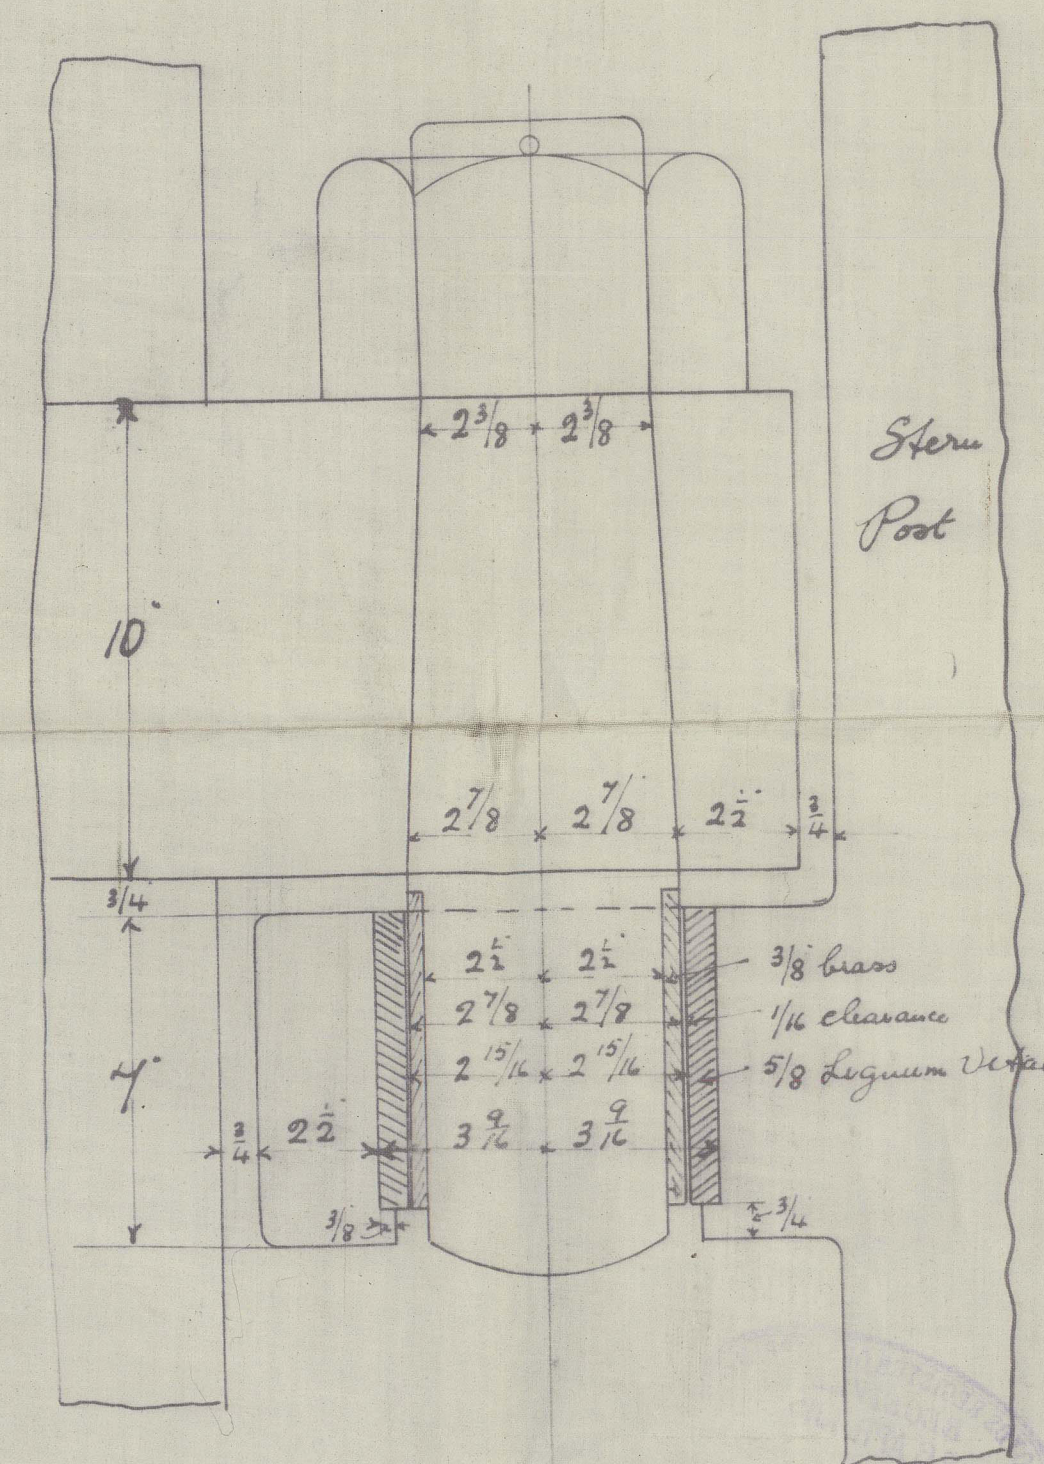 2 3/8 2 3/8
Stern
Post
10"
2 7/8 2 7/8 2 1/2" 3/4
3/4"
2 1/2" 2 1/2" 3/8" brass
2 7/8 2 7/8 1/16 clearance
7" 2 15/16 2 15/16 5/8 Lignum Vitae
3/4 2 1/2" 3 9/16 3 9/16
3/8" 3/4"